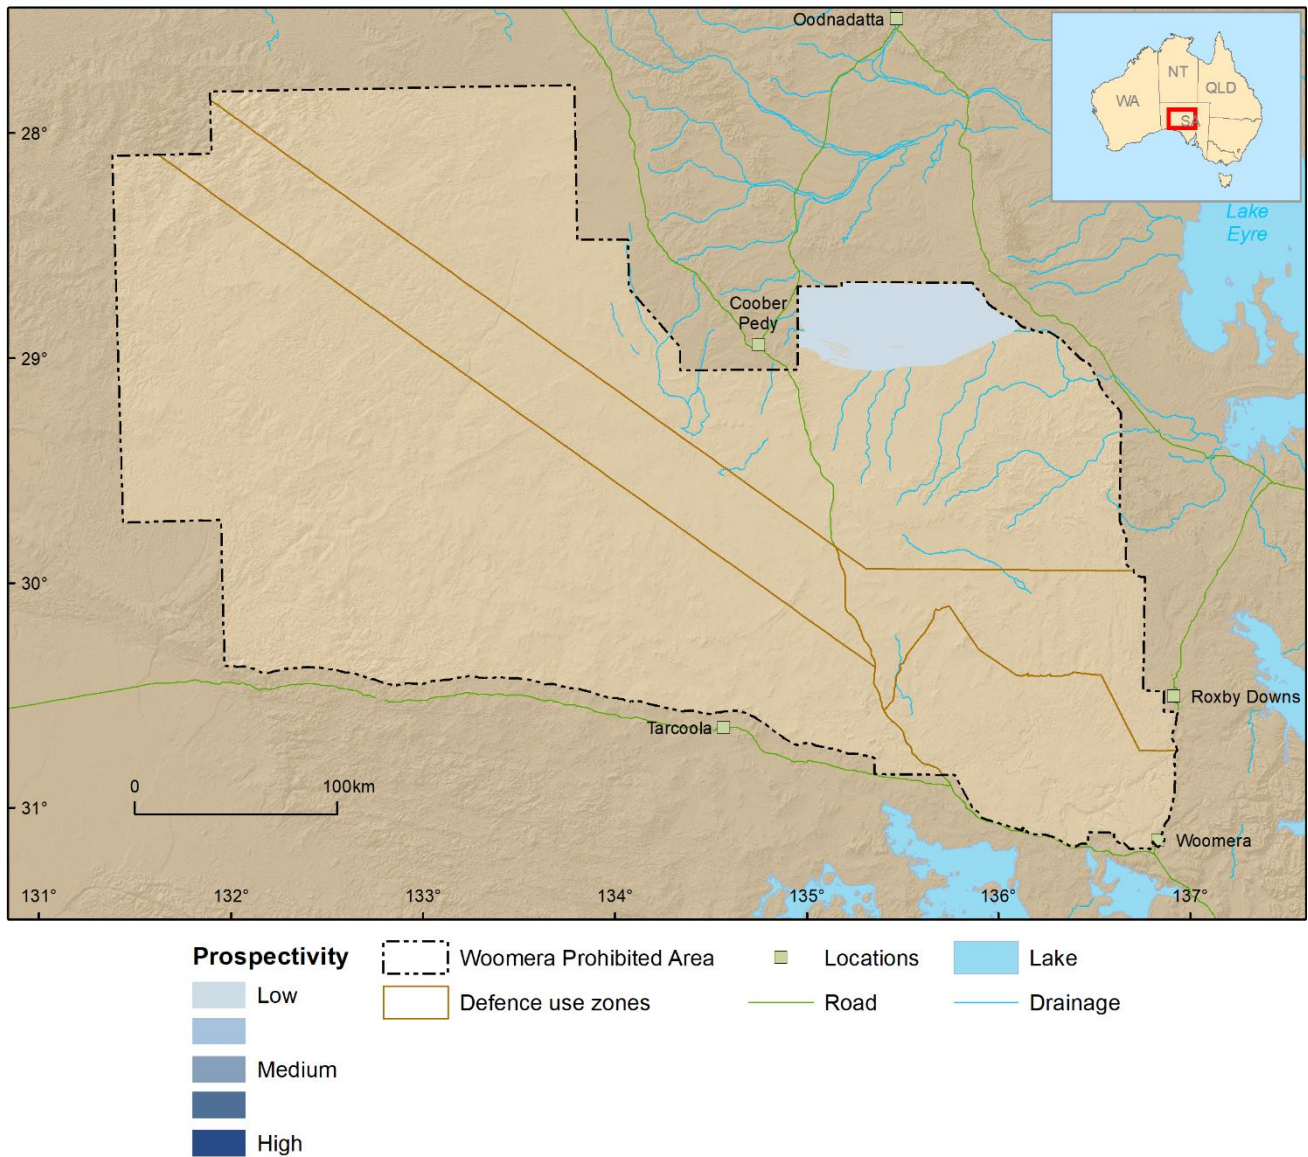 Oodnadatta
NT
WA
QLD
SA
Lake
Eyre
28°
Coober
Pedy
29°
30°
Roxby Downs
Tarcoola
0
100km
31°
Woomera
131°
132°
133°
134°
135°
136°
137°
Prospectivity
Low
Medium
High
Woomera Prohibited Area
Defence use zones
Locations
Road
Lake
Drainage